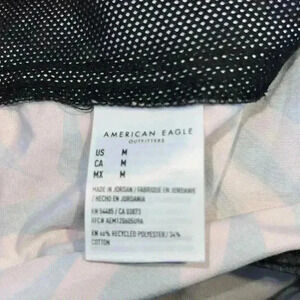 AMERICAN EAGLE
OUTFITTERS
US M
CA M
MX M
MADE IN JORDAN / FABRIQUE EN JORDANIE
/ HECHO EN JORDANIA
RN 54485 / CA 03873
EN 66% RECYCLED POLYESTER / 34%
COTTON